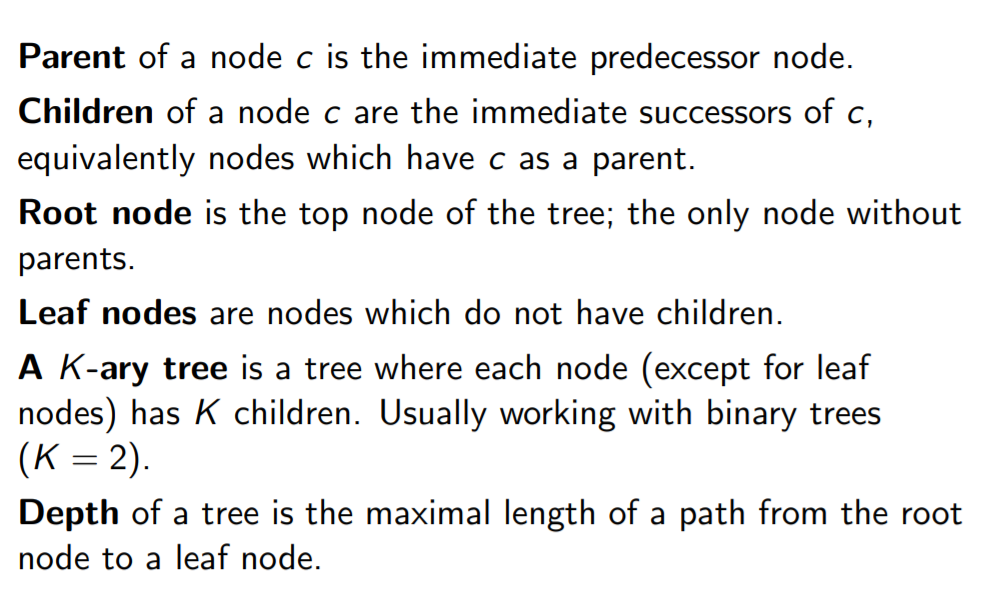 Parent of a node c is the immediate predecessor node.
Children of a node c are the immediate successors of c,
equivalently nodes which have c as a parent.
Root node is the top node of the tree; the only node without
parents.
Leaf nodes are nodes which do not have children.
A K-ary tree is a tree where each node (except for leaf
nodes) has K children. Usually working with binary trees
(K = 2).
Depth of a tree is the maximal length of a path from the root
node to a leaf node.